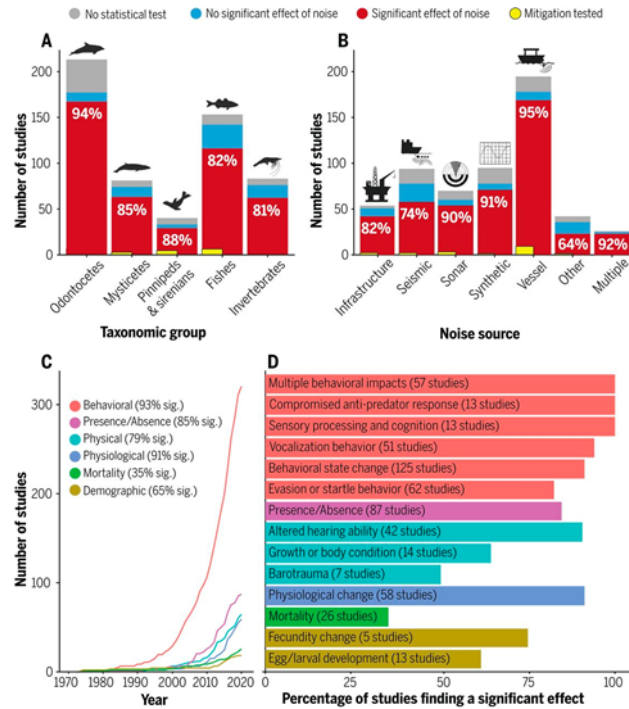 No statistical test
No significant effect of noise
Significant effect of noise
Mitigation tested
A
Number of studies
200
150
100
50
0
94%
85%
88%
82%
81%
Odontocetes
Mysticetes
Pinnipeds
& sirenians
Fishes
Invertebrates
Taxonomic group
B
Number of studies
200
150
100
50
0
82%
74%
90%
91%
95%
64%
92%
Infrastructure
Seismic
Sonar
Synthetic
Vessel
Other
Multiple
Noise source
C
Number of studies
300
200
100
0
Behavioral (93% sig.)
Presence/Absence (85% sig.)
Physical (79% sig.)
Physiological (91% sig.)
Mortality (35% sig.)
Demographic (65% sig.)
1970
1980
1990
2000
2010
2020
Year
D
Multiple behavioral impacts (57 studies)
Compromised anti-predator response (13 studies)
Sensory processing and cognition (13 studies)
Vocalization behavior (51 studies)
Behavioral state change (125 studies)
Evasion or startle behavior (62 studies)
Presence/Absence (87 studies)
Altered hearing ability (42 studies)
Growth or body condition (14 studies)
Barotrauma (7 studies)
Physiological change (58 studies)
Mortality (26 studies)
Fecundity change (5 studies)
Egg/larval development (13 studies)
0
25
50
75
100
Percentage of studies finding a significant effect